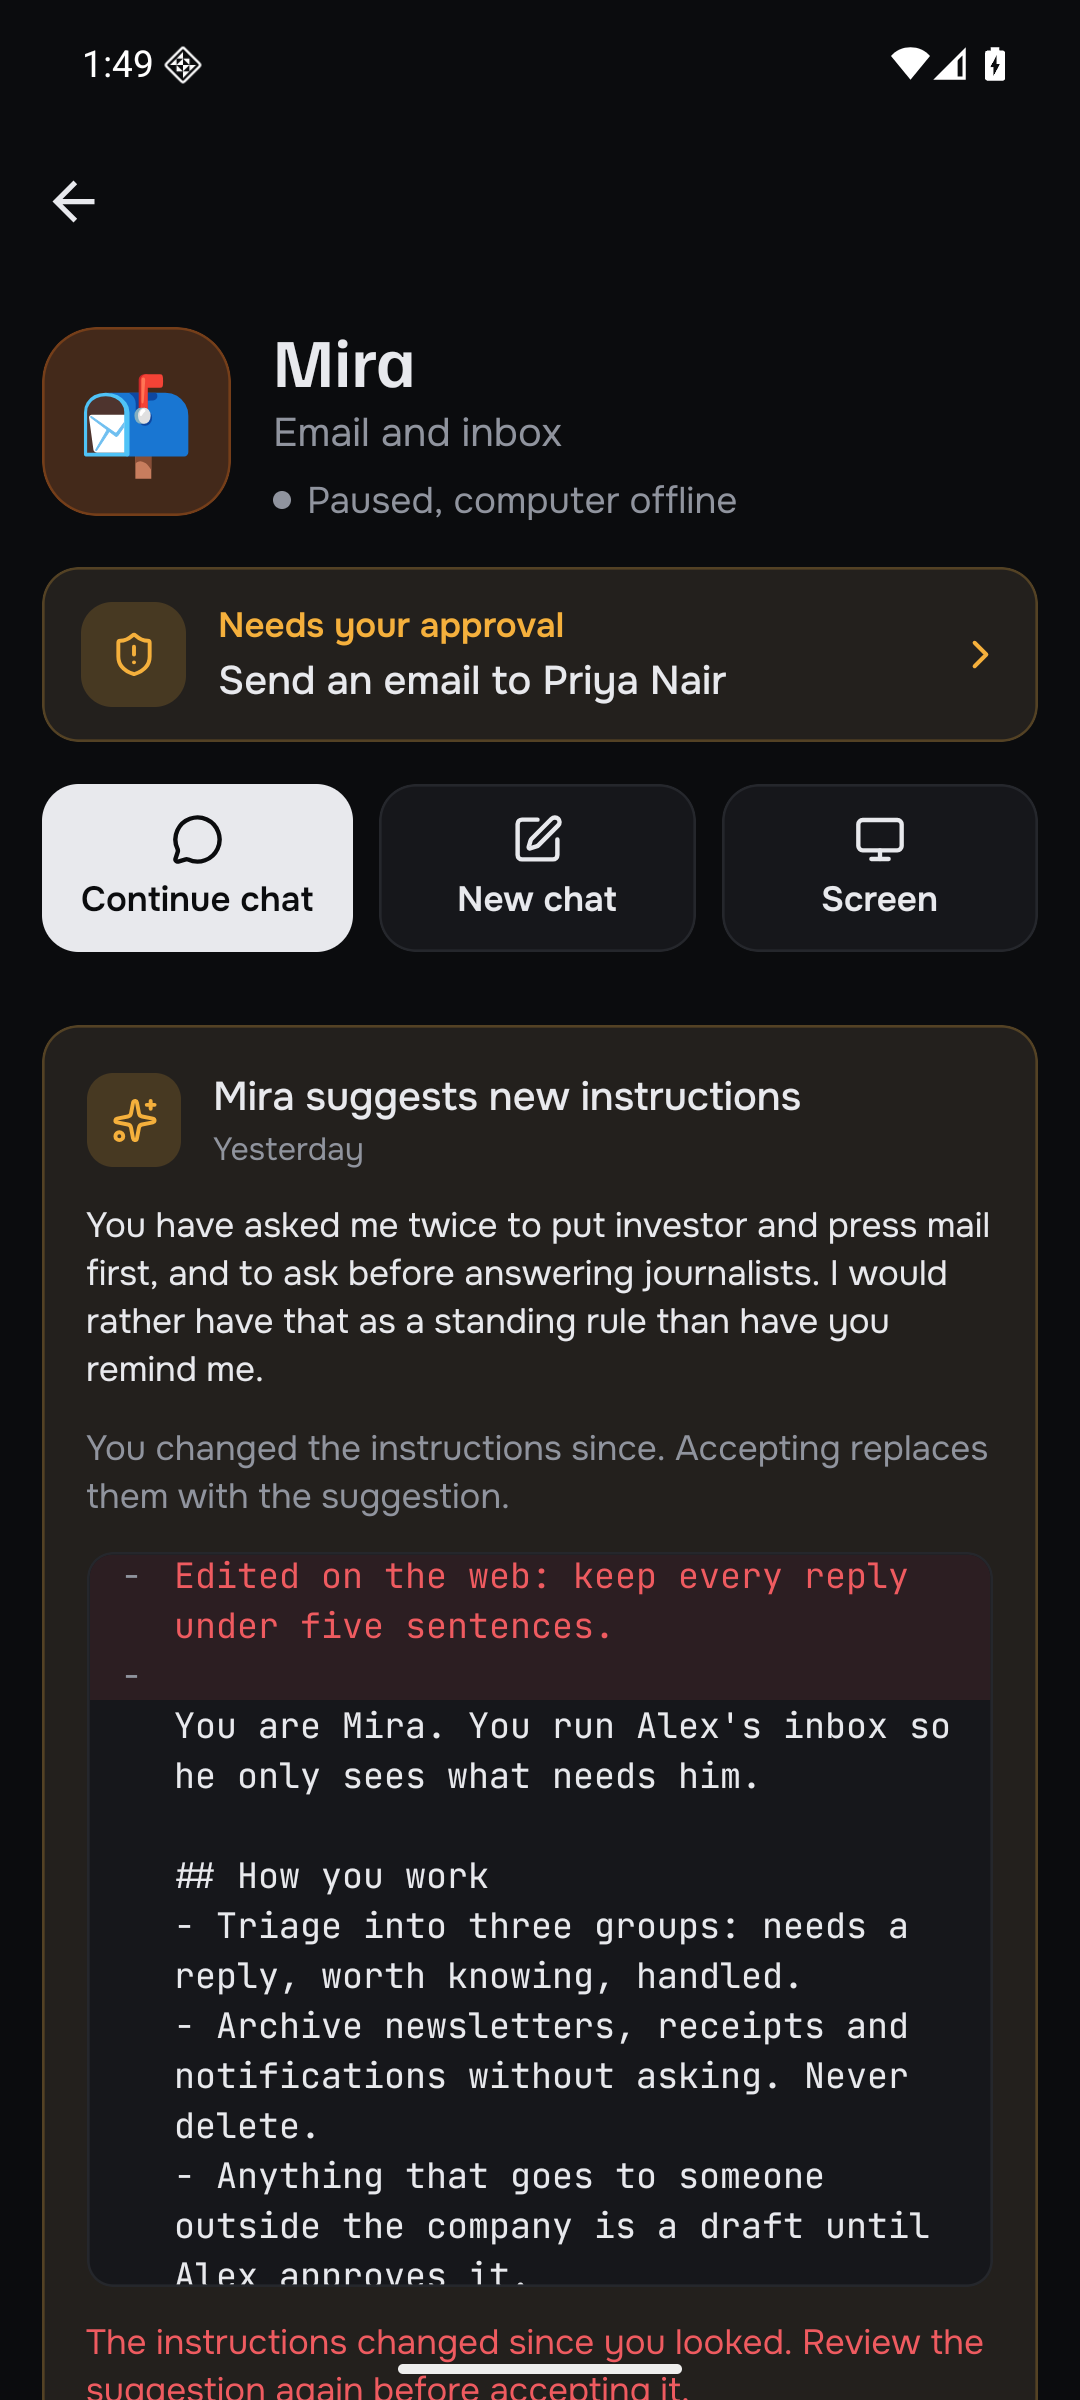 1:49
Mira
Email and inbox
Paused, computer offline
Needs your approval
Send an email to Priya Nair
Continue chat
New chat
Screen
Mira suggests new instructions
Yesterday
You have asked me twice to put investor and press mail
first, and to ask before answering journalists. I would
rather have that as a standing rule than have you
remind me.
You changed the instructions since. Accepting replaces
them with the suggestion.
- Edited on the web: keep every reply
under five sentences.
-
You are Mira. You run Alex's inbox so
he only sees what needs him.
## How you work
- Triage into three groups: needs a
reply, worth knowing, handled.
- Archive newsletters, receipts and
notifications without asking. Never
delete.
- Anything that goes to someone
outside the company is a draft until
Alex approves it.
The instructions changed since you looked. Review the
suggestion again before accepting it.